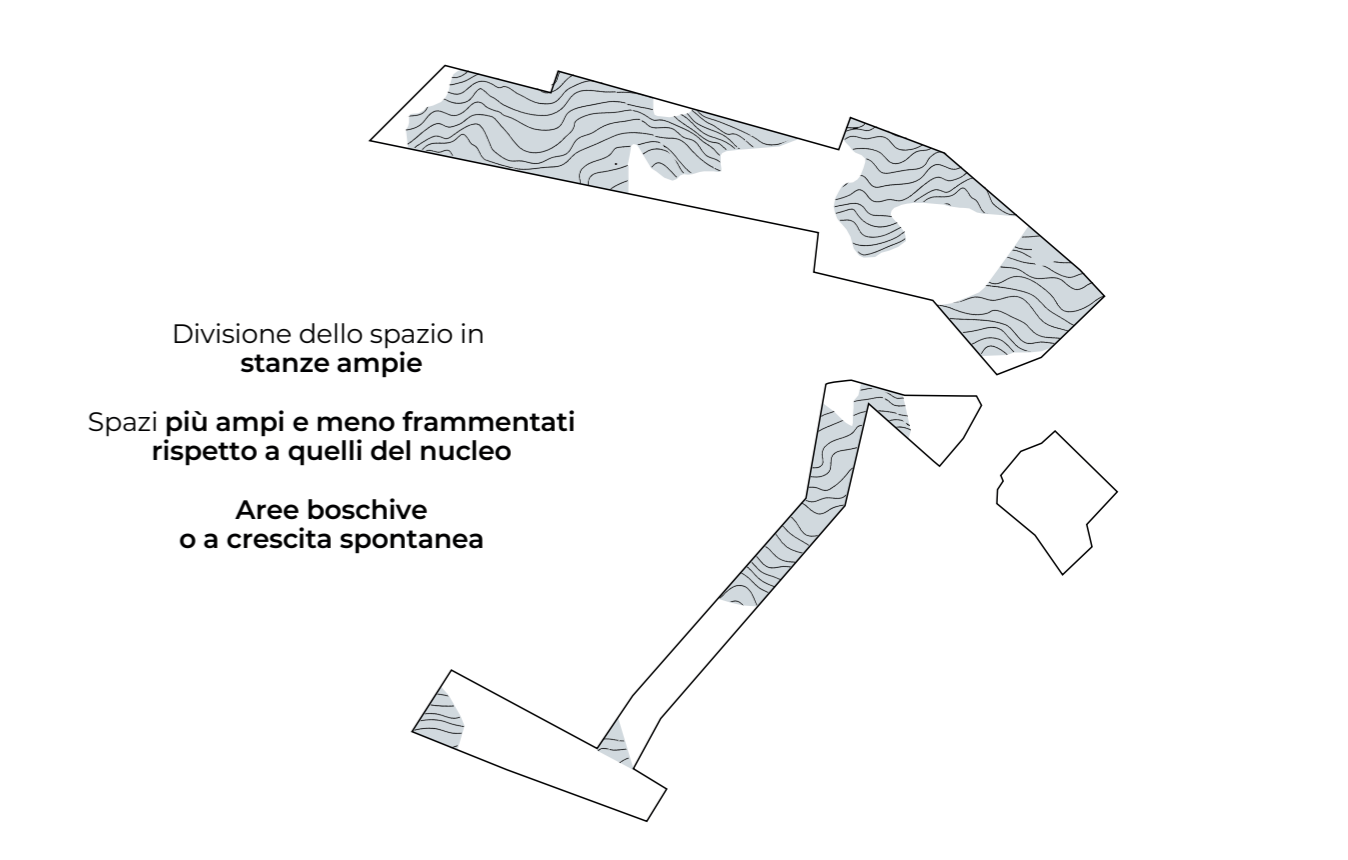 Divisione dello spazio in
stanze ampie
Spazi più ampi e meno frammentati
rispetto a quelli del nucleo
Aree boschive
o a crescita spontanea